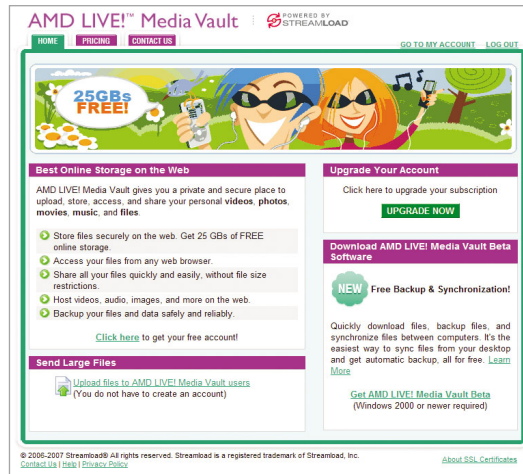 AMD LIVE!™ Media Vault
POWERED BY
STREAMLOAD
HOME
PRICING
CONTACT US
GO TO MY ACCOUNT LOG OUT
25GBs
FREE!
Best Online Storage on the Web
AMD LIVE! Media Vault gives you a private and secure place to
upload, store, access, and share your personal videos, photos,
movies, music, and files.
Store files securely on the web. Get 25 GBs of FREE
online storage.
Access your files from any web browser.
Share all your files quickly and easily, without file size
restrictions.
Host videos, audio, images, and more on the web.
Backup your files and data safely and reliably.
Click here to get your free account!
Send Large Files
Upload files to AMD LIVE! Media Vault users
(You do not have to create an account)
Upgrade Your Account
Click here to upgrade your subscription
UPGRADE NOW
Download AMD LIVE! Media Vault Beta
Software
NEW
Free Backup & Synchronization!
Quickly download files, backup files, and
synchronize files between computers. It's the
easiest way to sync files from your desktop
and get automatic backup, all for free. Learn
More
Get AMD LIVE! Media Vault Beta
(Windows 2000 or newer required)
© 2006-2007 Streamload® All rights reserved. Streamload is a registered trademark of Streamload, Inc.
Contact Us | Help | Privacy Policy
About SSL Certificates